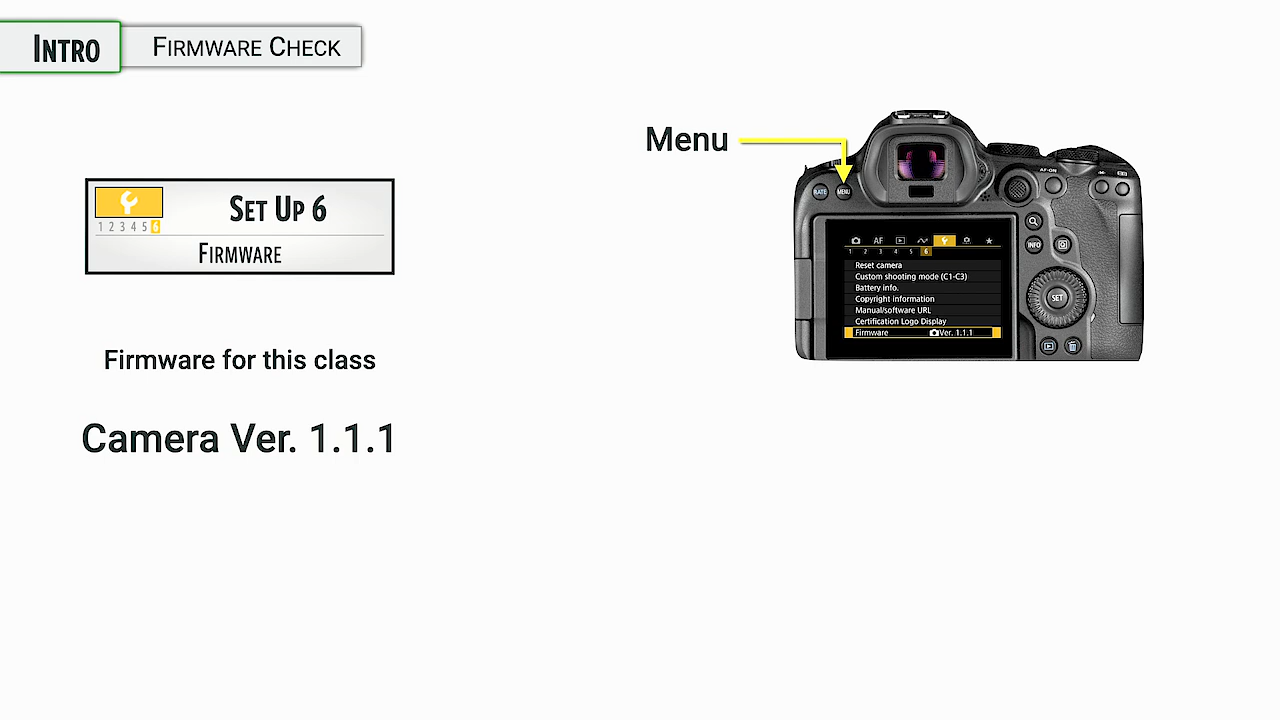 INTRO FIRMWARE CHECK
Menu
SET UP 6
1 2 3 4 5 6
FIRMWARE
Firmware for this class
Camera Ver. 1.1.1
RATE MENU
AF-ON
AF
1 2 3 4 5 6
Reset camera
Custom shooting mode (C1-C3)
Battery info.
Copyright information
Manual/software URL
Certification Logo Display
Firmware Ver. 1.1.1
INFO
SET